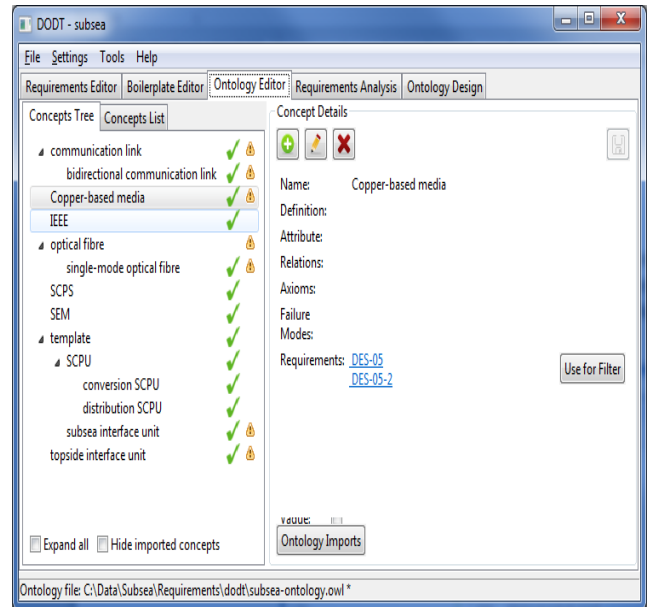 DODT - subsea
File Settings Tools Help
Requirements Editor Boilerplate Editor Ontology Editor Requirements Analysis Ontology Design
Concepts Tree Concepts List
communication link
bidirectional communication link
Copper-based media
IEEE
optical fibre
single-mode optical fibre
SCPS
SEM
template
SCPU
conversion SCPU
distribution SCPU
subsea interface unit
topside interface unit
Expand all Hide imported concepts
Concept Details
Name: Copper-based media
Definition:
Attribute:
Relations:
Axioms:
Failure
Modes:
Requirements: DES-05
DES-05-2
Use for Filter
Vague:
Ontology Imports
Ontology file: C:\Data\Subsea\Requirements\dodt\subsea-ontology.owl *